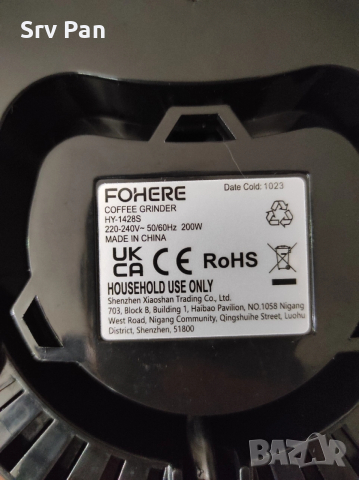 Srv Pan
FOHERE
Date Cold: 1023
COFFEE GRINDER
HY-1428S
220-240V~ 50/60Hz 200W
MADE IN CHINA
UK
CA CE RoHS
HOUSEHOLD USE ONLY
Shenzhen Xiaoshan Trading Co., Ltd.
703, Block B, Building 1, Haibao Pavilion, NO.1058 Nigang
West Road, Nigang Community, Qingshuihe Street, Luohu
District, Shenzhen, 51800
BAZAR